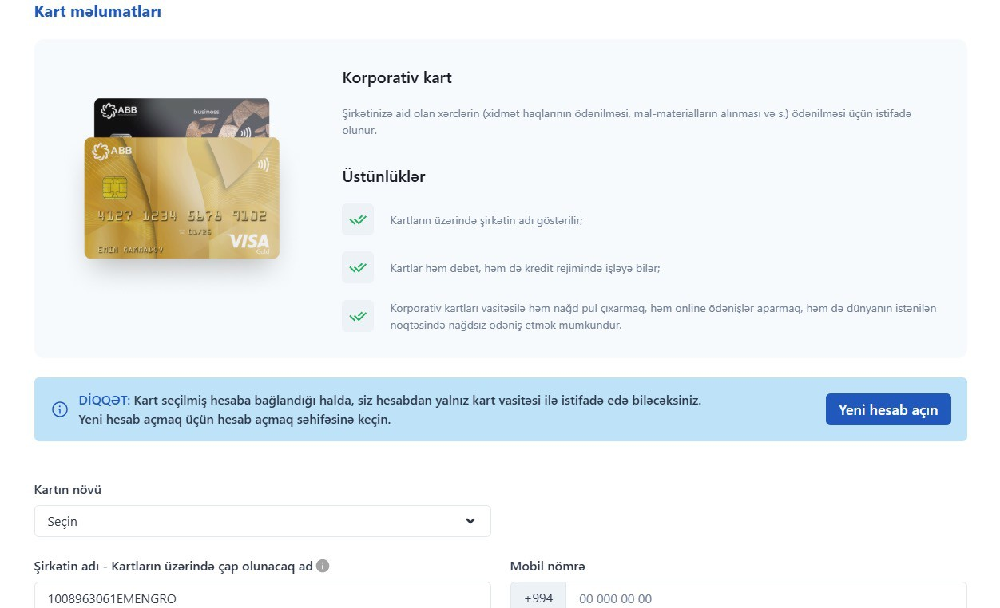 Kart məlumatları
ABB
business
ABB
4127 1234 5678 9102
01/26
EMIN MAMMADOV
VISA
Gold
Korporativ kart
Şirkətinizə aid olan xərclərin (xidmət haqlarının ödənilməsi, mal-materialların alınması və s.) ödənilməsi üçün istifadə
olunur.
Üstünlüklər
Kartların üzərində şirkətin adı göstərilir;
Kartlar həm debet, həm də kredit rejimində işləyə bilər;
Korporativ kartları vasitəsilə həm nağd pul çıxarmaq, həm online ödənişlər aparmaq, həm də dünyanın istənilən
nöqtəsində nağdsız ödəniş etmək mümkündür.
DİQQƏT: Kart seçilmiş hesaba bağlandığı halda, siz hesabdan yalnız kart vasitəsi ilə istifadə edə biləcəksiniz.
Yeni hesab açmaq üçün hesab açmaq səhifəsinə keçin.
Yeni hesab açın
Kartın növü
Seçin
Şirkətin adı - Kartların üzərində çap olunacaq ad
Mobil nömrə
1008963061EMENGRO
+994 00 000 00 00